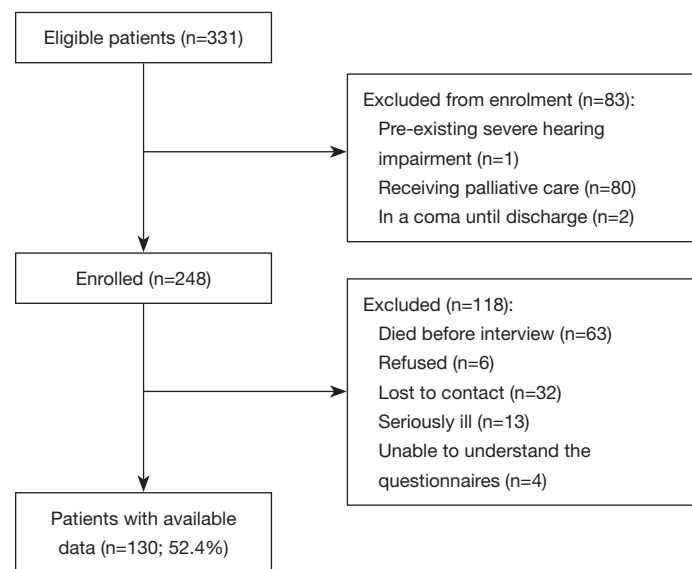 Eligible patients (n=331)
Excluded from enrolment (n=83):
Pre-existing severe hearing
impairment (n=1)
Receiving palliative care (n=80)
In a coma until discharge (n=2)
Enrolled (n=248)
Excluded (n=118):
Died before interview (n=63)
Refused (n=6)
Lost to contact (n=32)
Seriously ill (n=13)
Unable to understand the
questionnaires (n=4)
Patients with available
data (n=130; 52.4%)